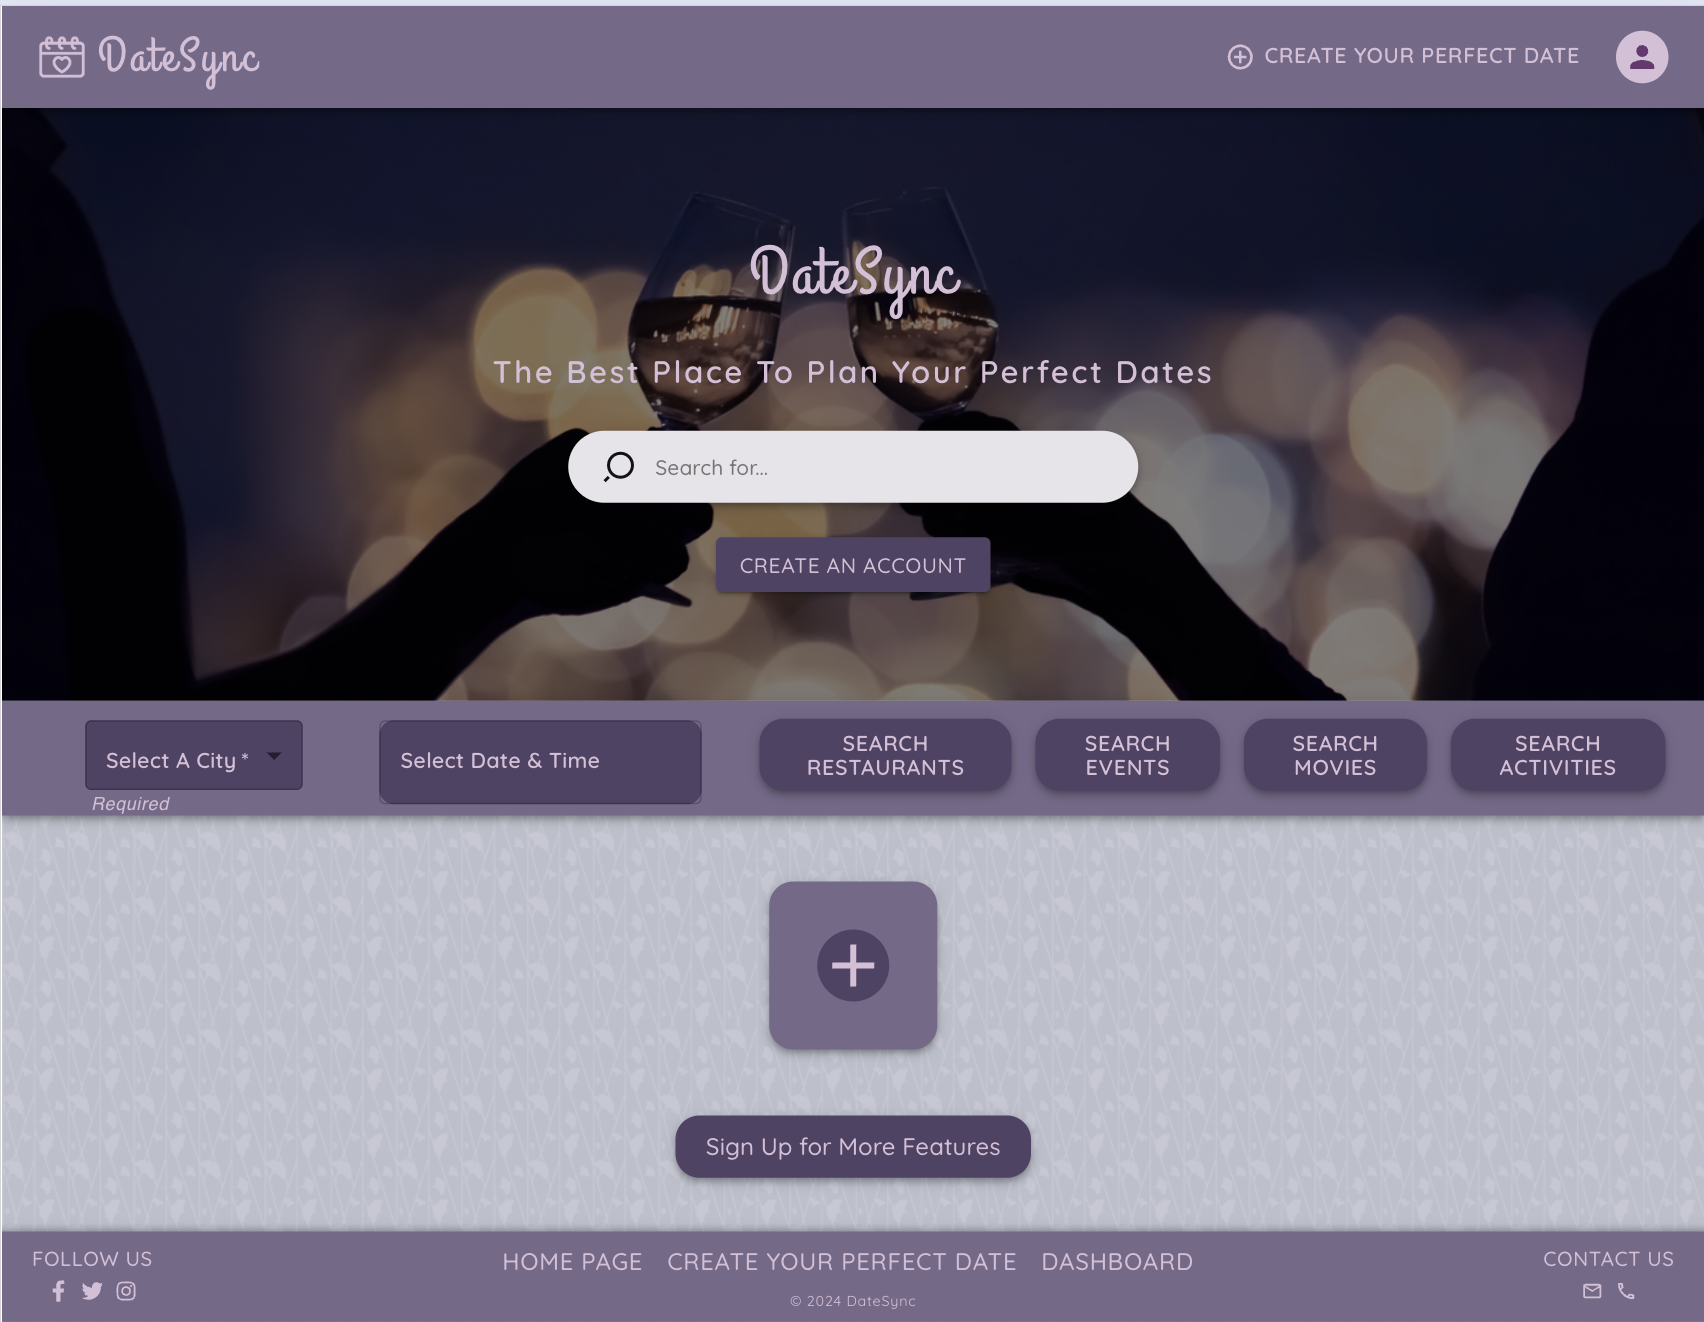 DateSync
CREATE YOUR PERFECT DATE
DateSync
The Best Place To Plan Your Perfect Dates
Search for...
CREATE AN ACCOUNT
Select A City *
Required
Select Date & Time
SEARCH
RESTAURANTS
SEARCH
EVENTS
SEARCH
MOVIES
SEARCH
ACTIVITIES
Sign Up for More Features
FOLLOW US
HOME PAGE CREATE YOUR PERFECT DATE DASHBOARD
© 2024 DateSync
CONTACT US